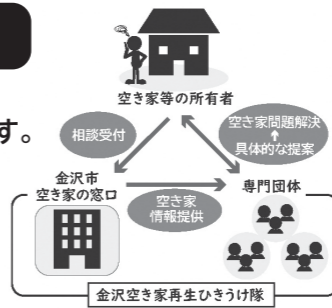 空き家等の所有者
す。
相談受付
空き家問題解決
↑
具体的な提案
金沢市
空き家の窓口
専門団体
空き家
情報提供
金沢空き家再生ひきうけ隊